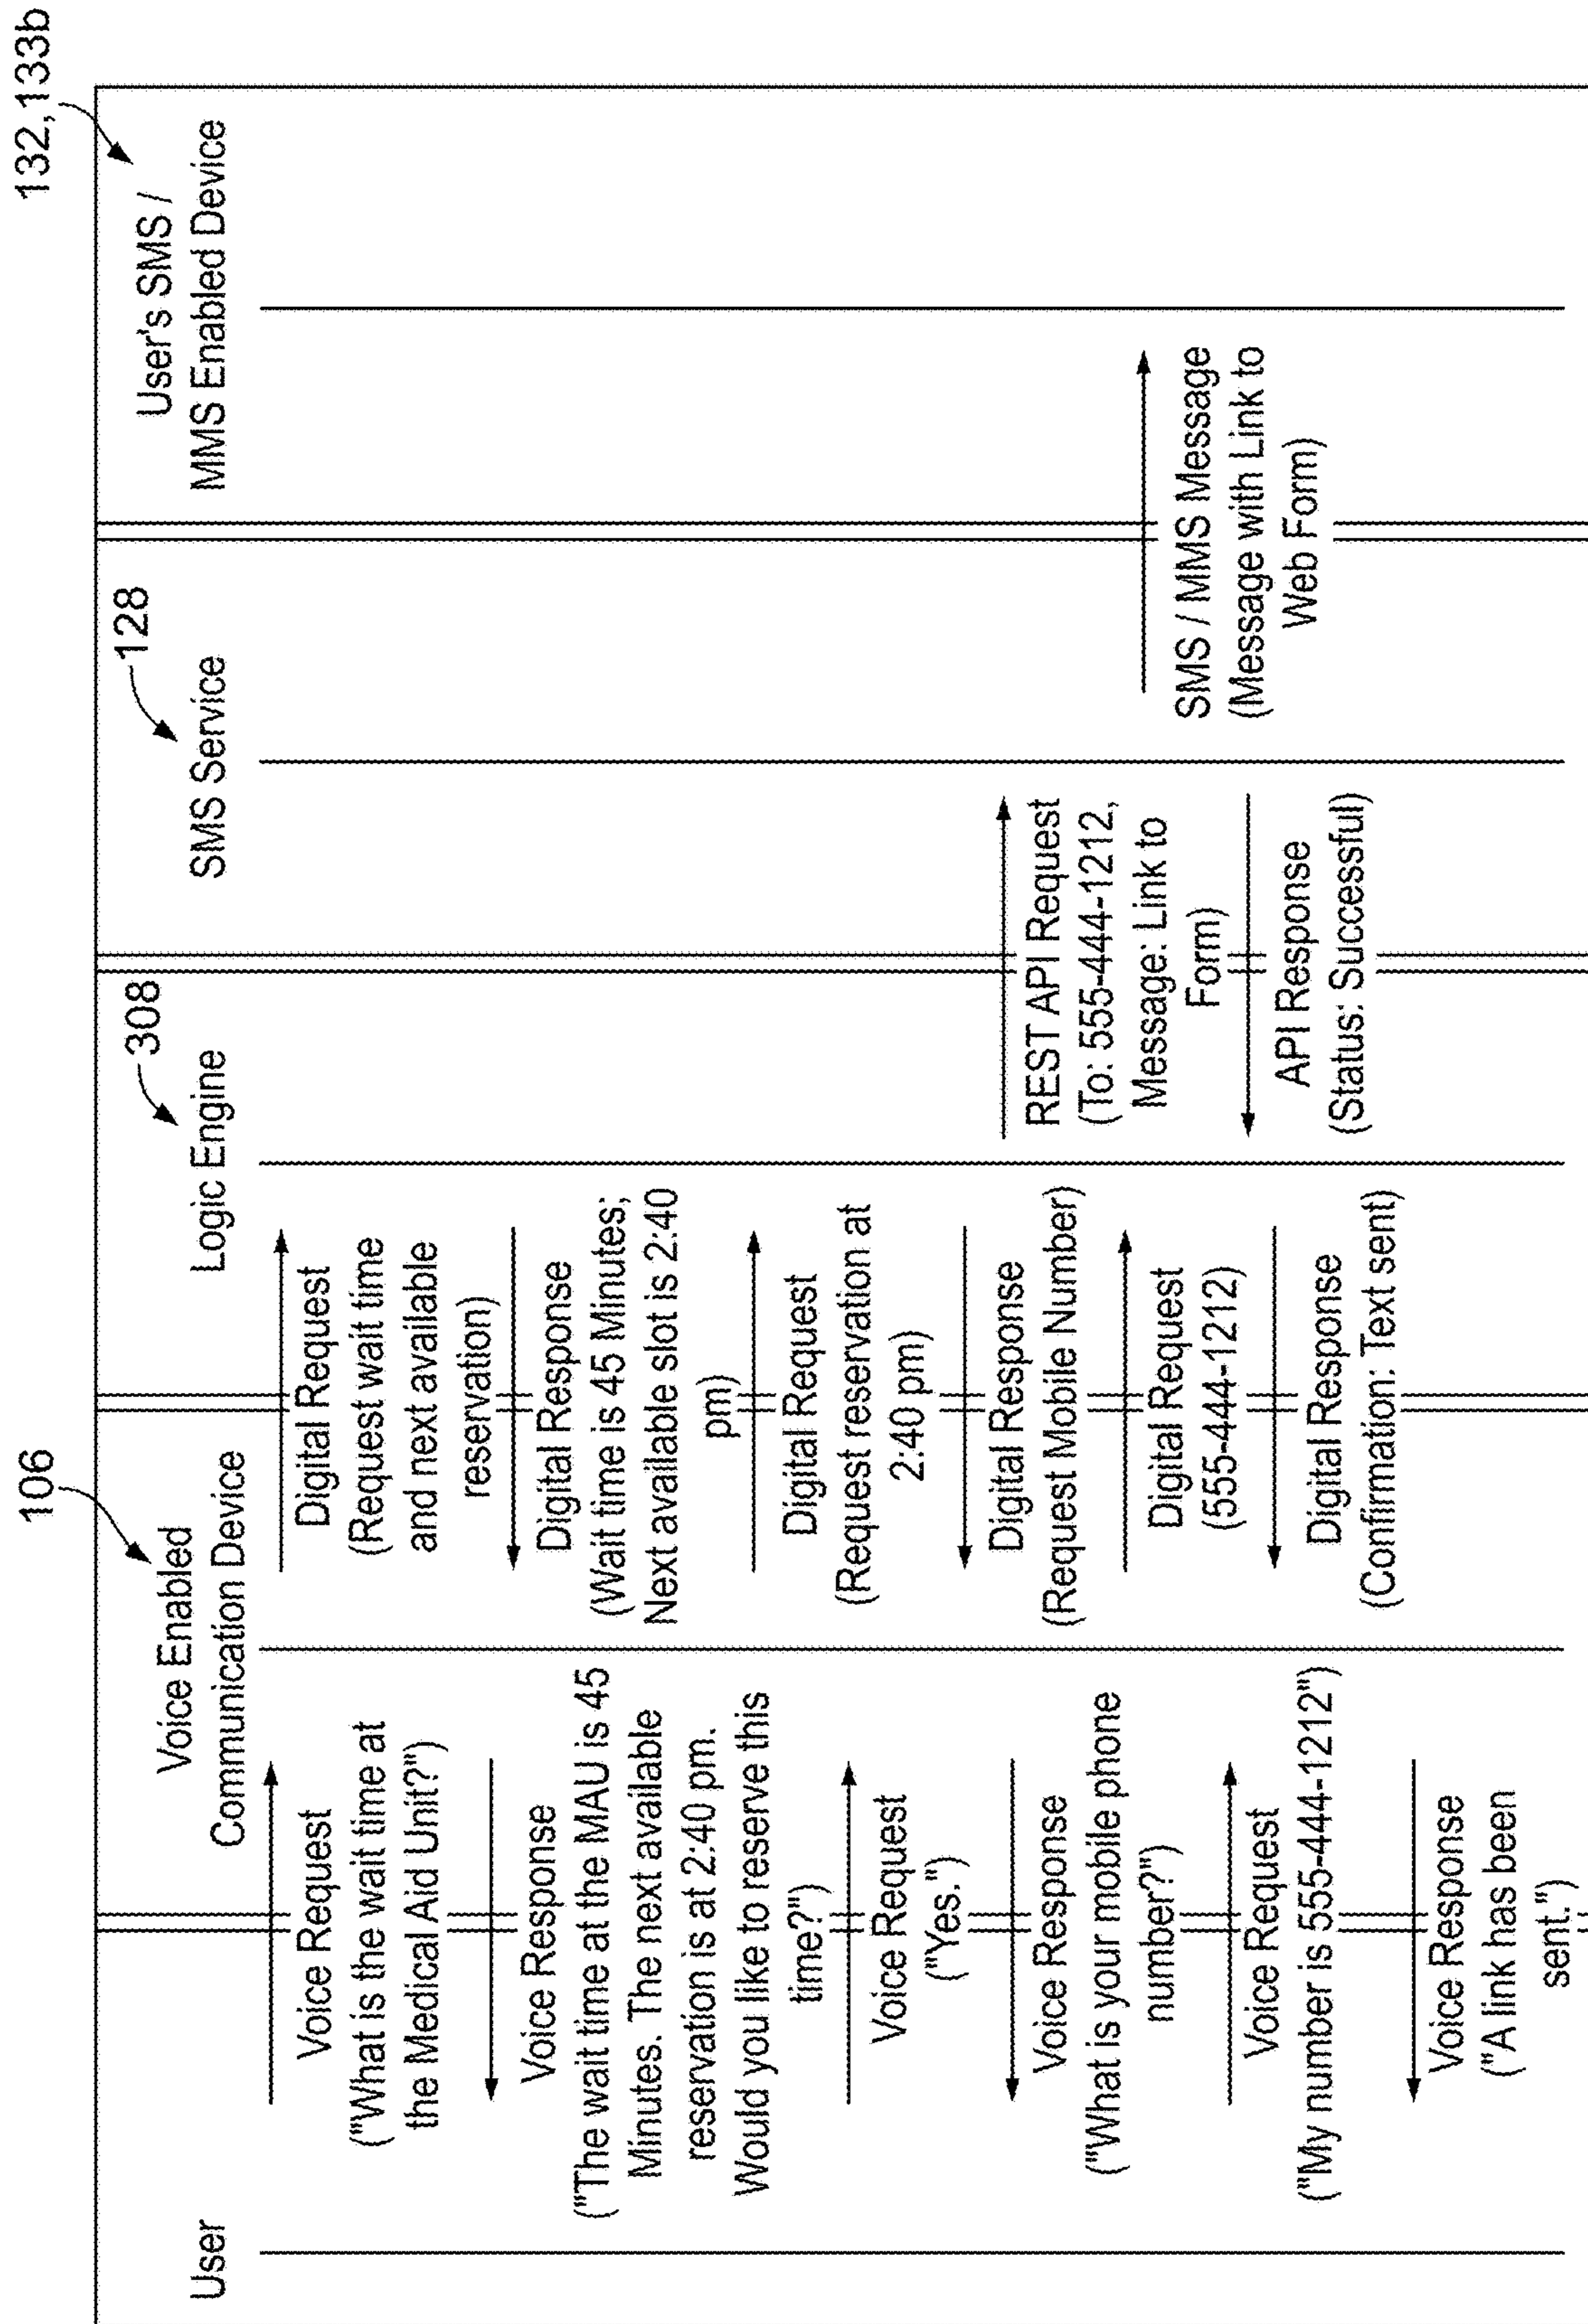 User
106
Voice Enabled
Communication Device
308
Logic Engine
128
SMS Service
132, 133b
User's SMS /
MMS Enabled Device
Voice Request
("What is the wait time at
the Medical Aid Unit?")
Voice Response
("The wait time at the MAU is 45
Minutes. The next available
reservation is at 2:40 pm.
Would you like to reserve this
time?")
Voice Request
("Yes.")
Voice Response
("What is your mobile phone
number?")
Voice Request
("My number is 555-444-1212")
Voice Response
("A link has been
sent.")
Digital Request
(Request wait time
and next available
reservation)
Digital Response
(Wait time is 45 Minutes;
Next available slot is 2:40
pm)
Digital Request
(Request reservation at
2:40 pm)
Digital Response
(Request Mobile Number)
Digital Request
(555-444-1212)
Digital Response
(Confirmation: Text sent)
REST API Request
(To: 555-444-1212,
Message: Link to
Form)
API Response
(Status: Successful)
SMS / MMS Message
(Message with Link to
Web Form)